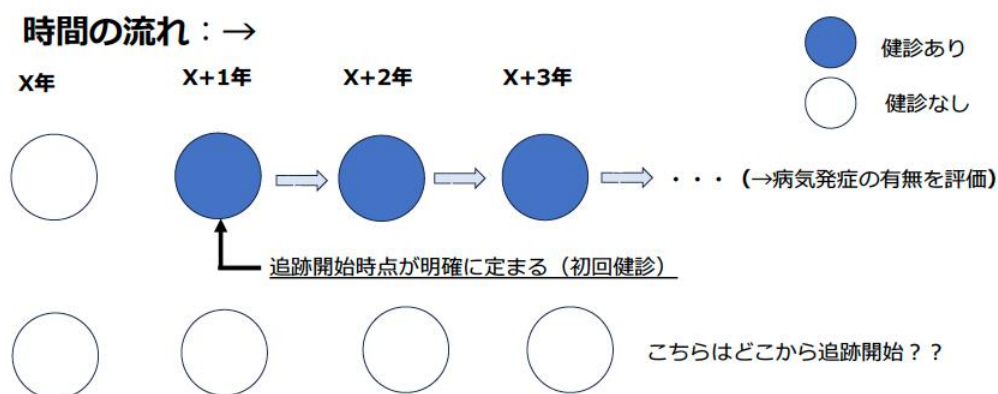 時間の流れ：→
健診あり
健診なし
X年
X+1年
X+2年
X+3年
・・・（→病気発症の有無を評価）
追跡開始時点が明確に定まる（初回健診）
こちらはどこから追跡開始？？